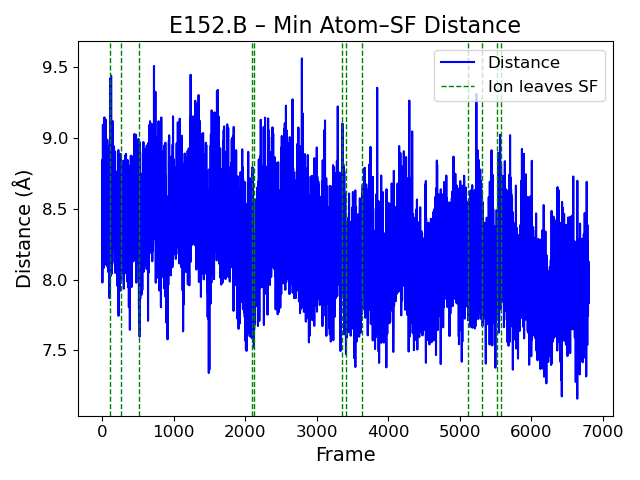 E152.B – Min Atom–SF Distance
Distance
Ion leaves SF
Distance (Å)
9.5
9.0
8.5
8.0
7.5
0 1000 2000 3000 4000 5000 6000 7000
Frame